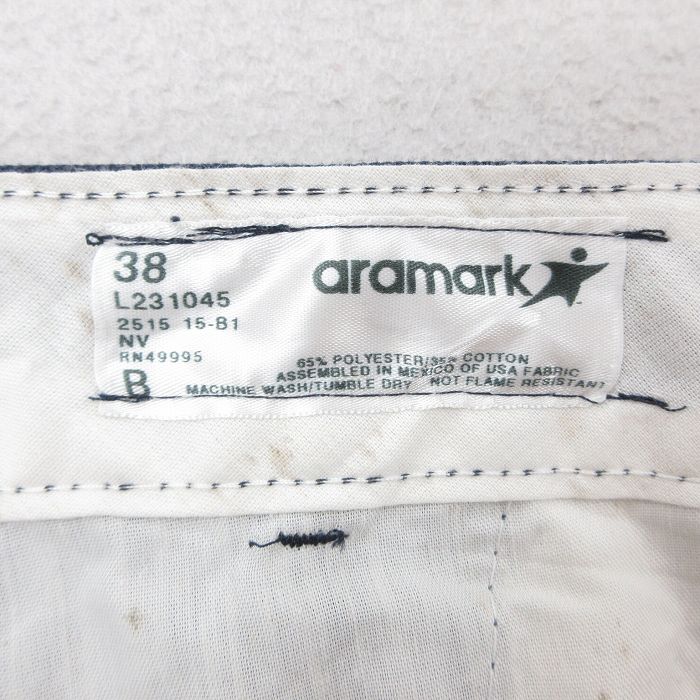 38
aramark
L231045
2515 15-B1
NV
RN49995
65% POLYESTER/35% COTTON
ASSEMBLED IN MEXICO OF USA FABRIC
B
MACHINE WASH/TUMBLE DRY NOT FLAME RESISTANT